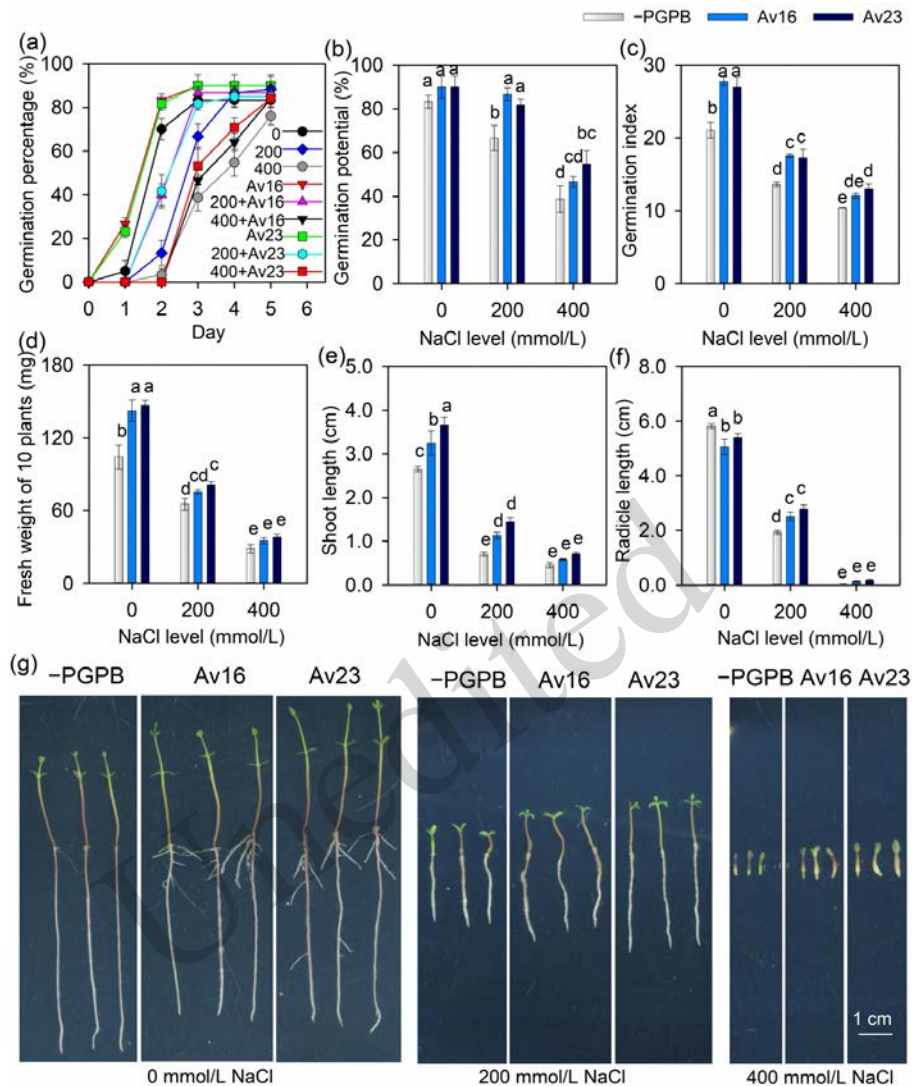 −PGPB Av16 Av23
(a)
Germination percentage (%)
100
80
60
40
20
0
0 1 2 3 4 5 6
Day
0
200
400
Av16
200+Av16
400+Av16
Av23
200+Av23
400+Av23
(b)
Germination potential (%)
100
80
60
40
20
0
a a a
b a a
d cd bc
0 200 400
NaCl level (mmol/L)
(c)
Germination index
30
20
10
0
b a a
d c c
e de d
0 200 400
NaCl level (mmol/L)
(d)
Fresh weight of 10 plants (mg)
180
120
60
0
b a a
d cd c
e e e
0 200 400
NaCl level (mmol/L)
(e)
Shoot length (cm)
5.0
4.0
3.0
2.0
1.0
0.0
c b a
e d d
e e e
0 200 400
NaCl level (mmol/L)
(f)
Radicle length (cm)
8.0
6.0
4.0
2.0
0.0
a b b
d c c
e e e
0 200 400
NaCl level (mmol/L)
(g)
−PGPB Av16 Av23
−PGPB Av16 Av23
−PGPB Av16 Av23
1 cm
0 mmol/L NaCl
200 mmol/L NaCl
400 mmol/L NaCl
Unedited